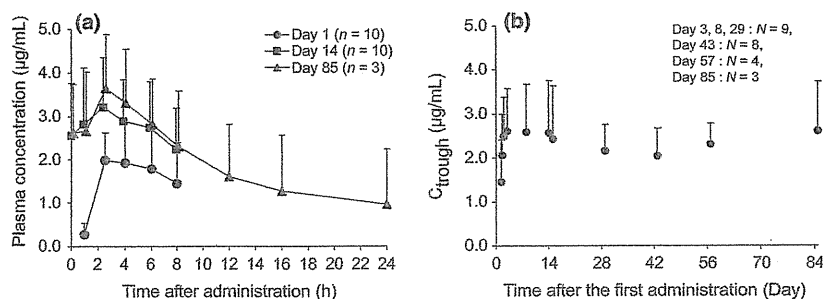 (a)
Day 1 (n = 10)
Day 14 (n = 10)
Day 85 (n = 3)
Plasma concentration (µg/mL)
5.0
4.0
3.0
2.0
1.0
0.0
0 2 4 6 8 10 12 14 16 18 20 22 24
Time after administration (h)
(b)
Day 3, 8, 29 : N = 9,
Day 43: N = 8,
Day 57: N = 4,
Day 85: N = 3
Ctrough (µg/mL)
5.0
4.0
3.0
2.0
1.0
0.0
0 14 28 42 56 70 84
Time after the first administration (Day)